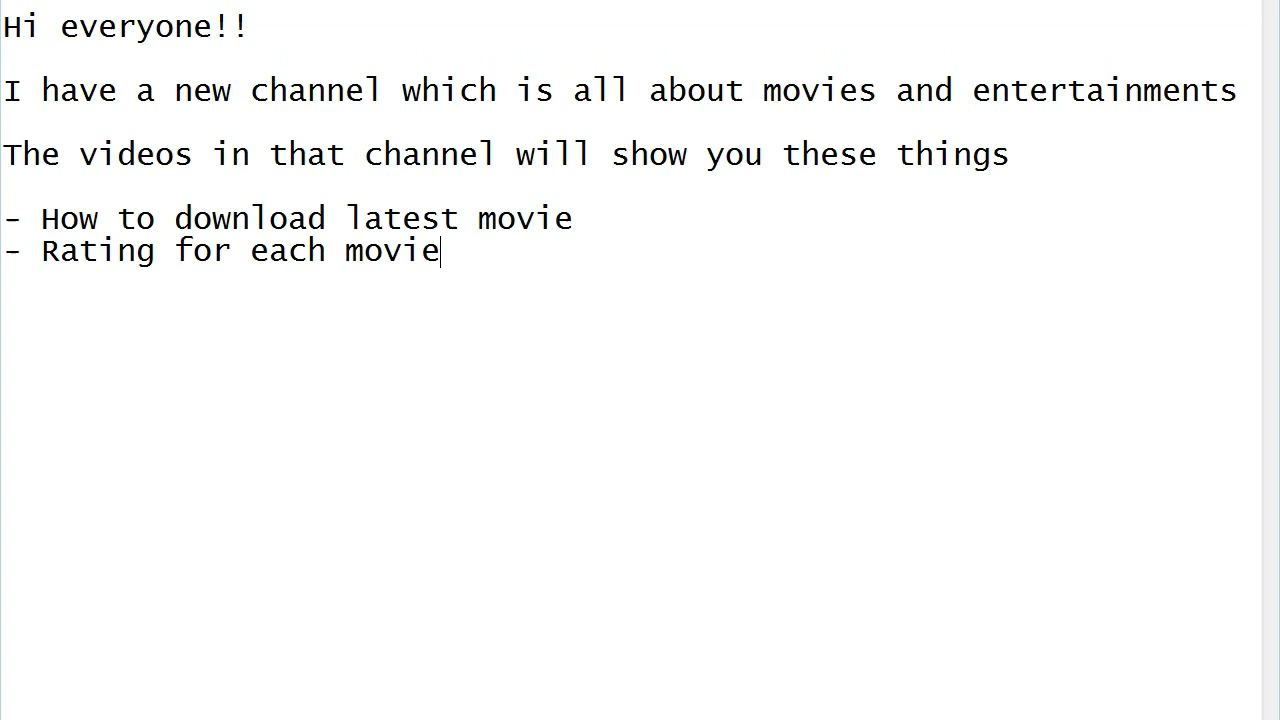 Hi everyone!!
I have a new channel which is all about movies and entertainments
The videos in that channel will show you these things
- How to download latest movie
- Rating for each movie